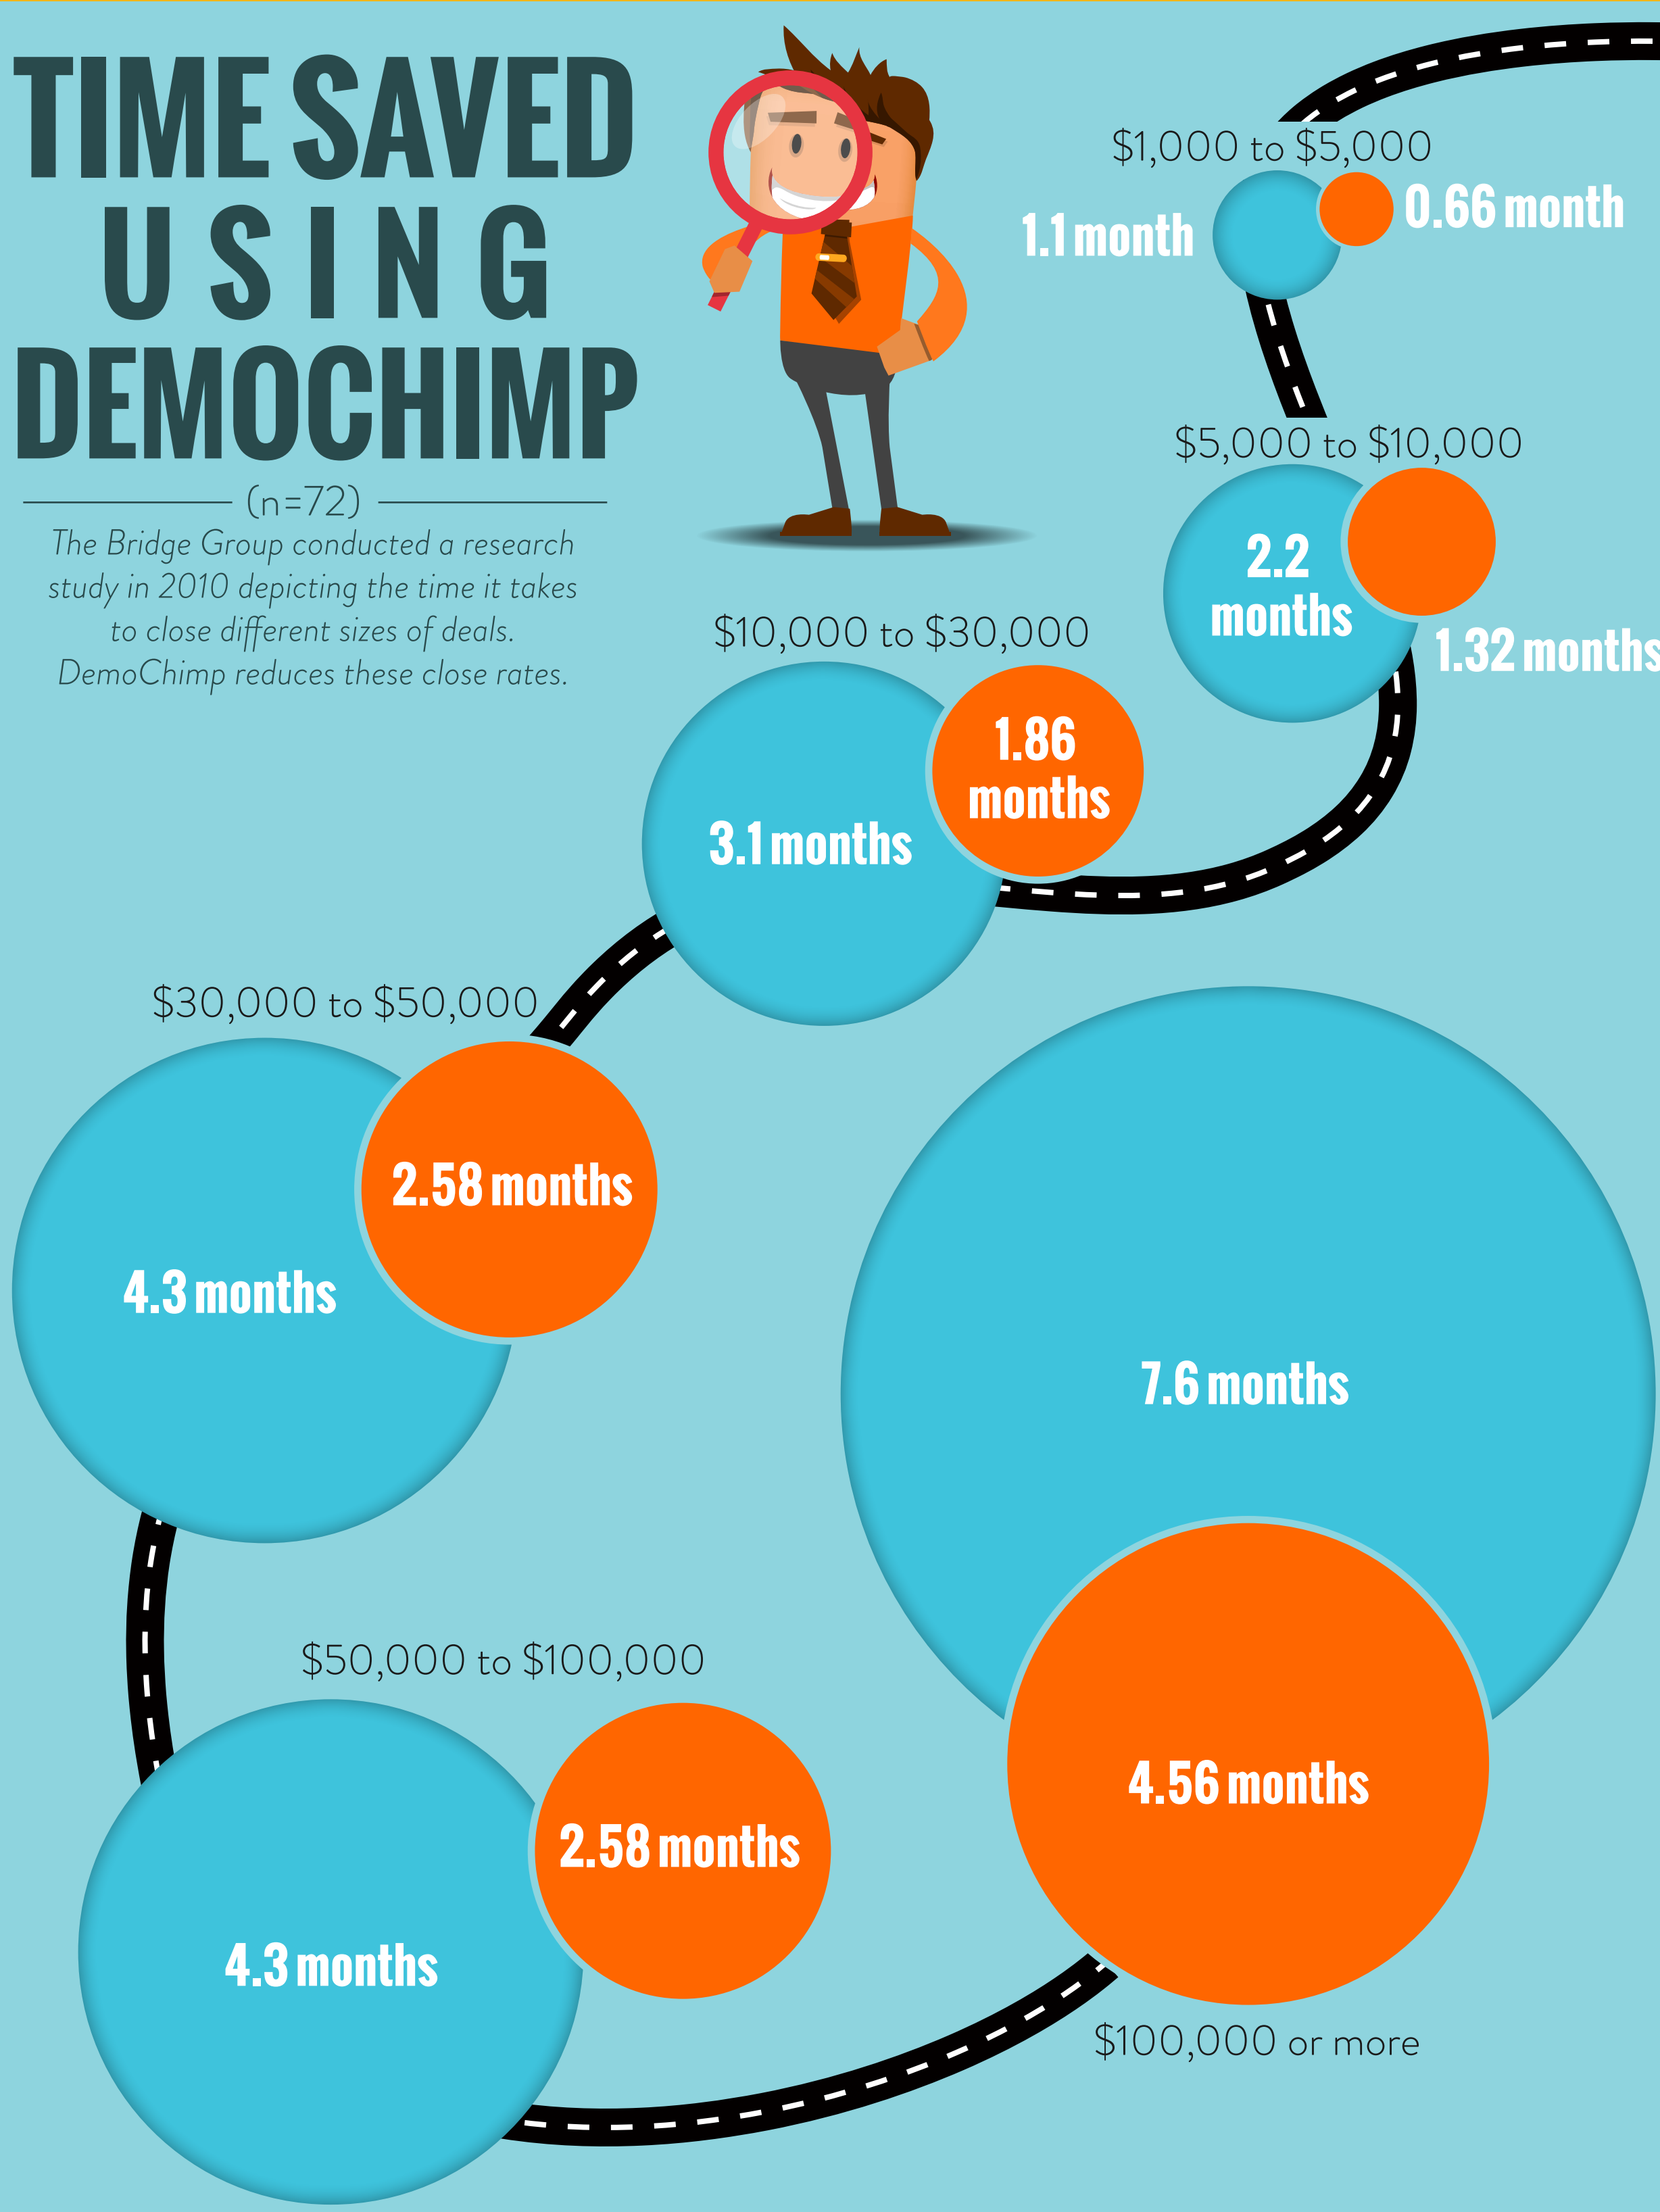 TIME SAVED
USING
DEMOCHIMP
(n=72)
The Bridge Group conducted a research
study in 2010 depicting the time it takes
to close different sizes of deals.
DemoChimp reduces these close rates.
$1,000 to $5,000
1.1 month
0.66 month
$5,000 to $10,000
2.2
months
1.32 months
$10,000 to $30,000
3.1 months
1.86
months
$30,000 to $50,000
4.3 months
2.58 months
$50,000 to $100,000
4.3 months
2.58 months
7.6 months
4.56 months
$100,000 or more